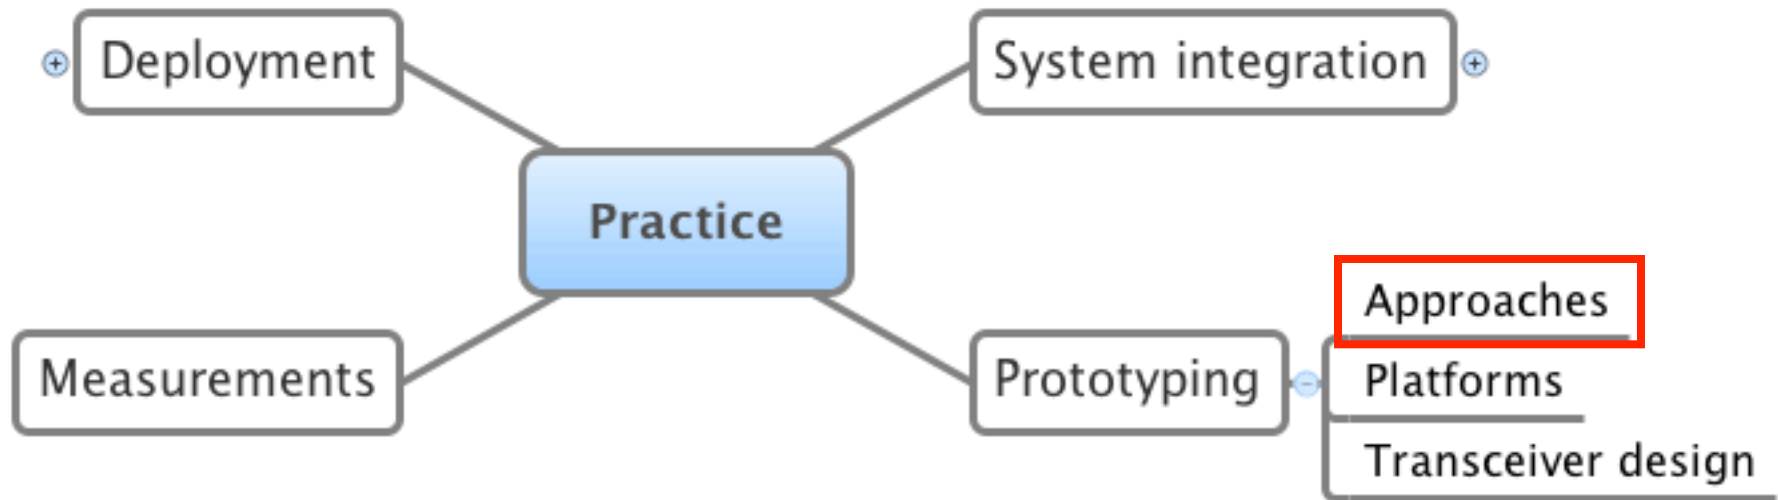 Deployment
System integration
Practice
Measurements
Prototyping
Approaches
Platforms
Transceiver design